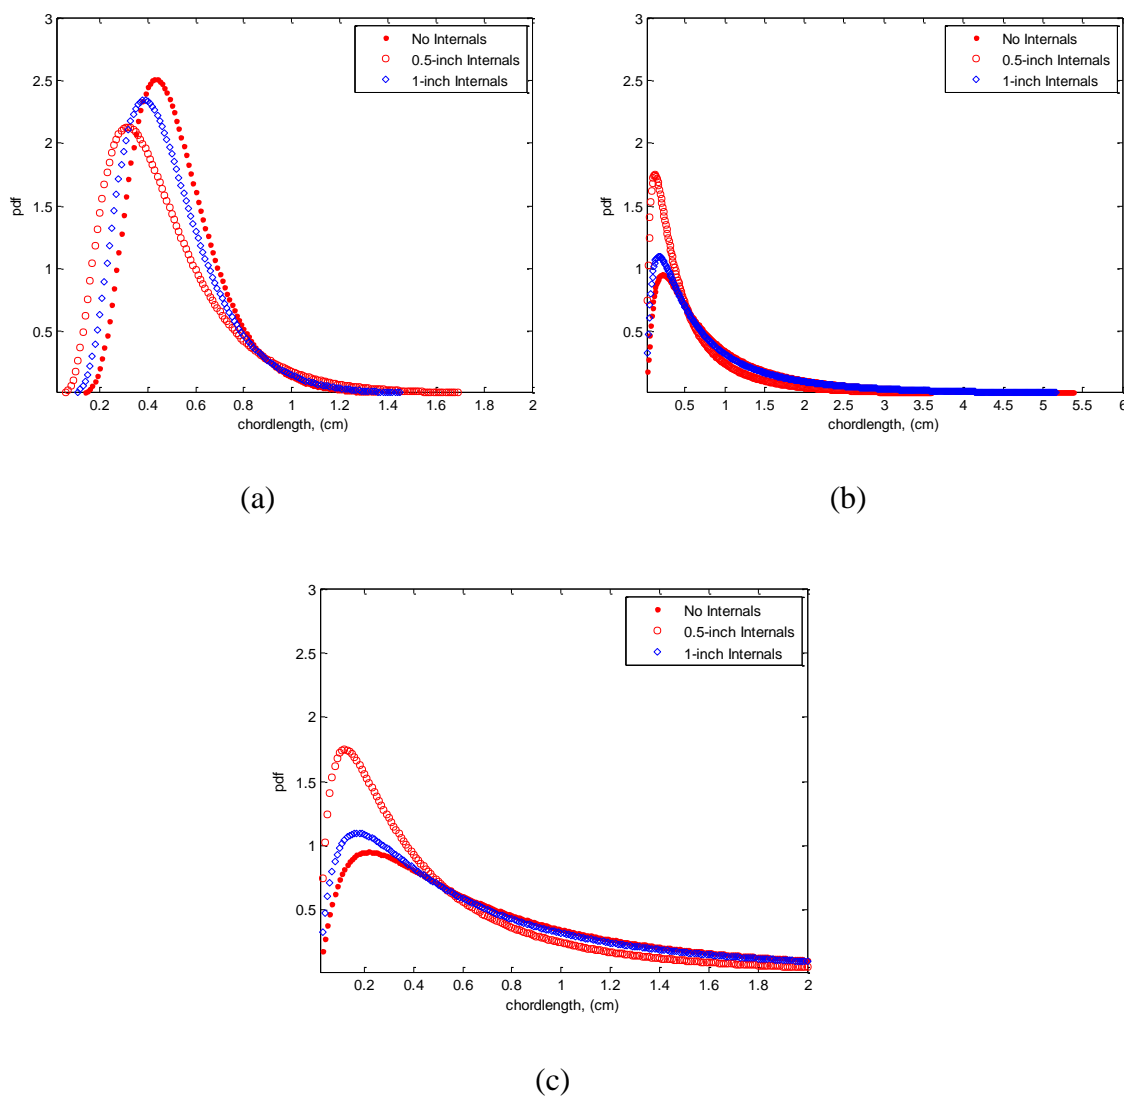 3
2.5
2
1.5
1
0.5
pdf
No Internals
0.5-inch Internals
1-inch Internals
0.2 0.4 0.6 0.8 1 1.2 1.4 1.6 1.8 2
chordlength, (cm)
(a)
3
2.5
2
1.5
1
0.5
pdf
No Internals
0.5-inch Internals
1-inch Internals
0.5 1 1.5 2 2.5 3 3.5 4 4.5 5 5.5 6
chordlength, (cm)
(b)
3
2.5
2
1.5
1
0.5
pdf
No Internals
0.5-inch Internals
1-inch Internals
0.2 0.4 0.6 0.8 1 1.2 1.4 1.6 1.8 2
chordlength, (cm)
(c)